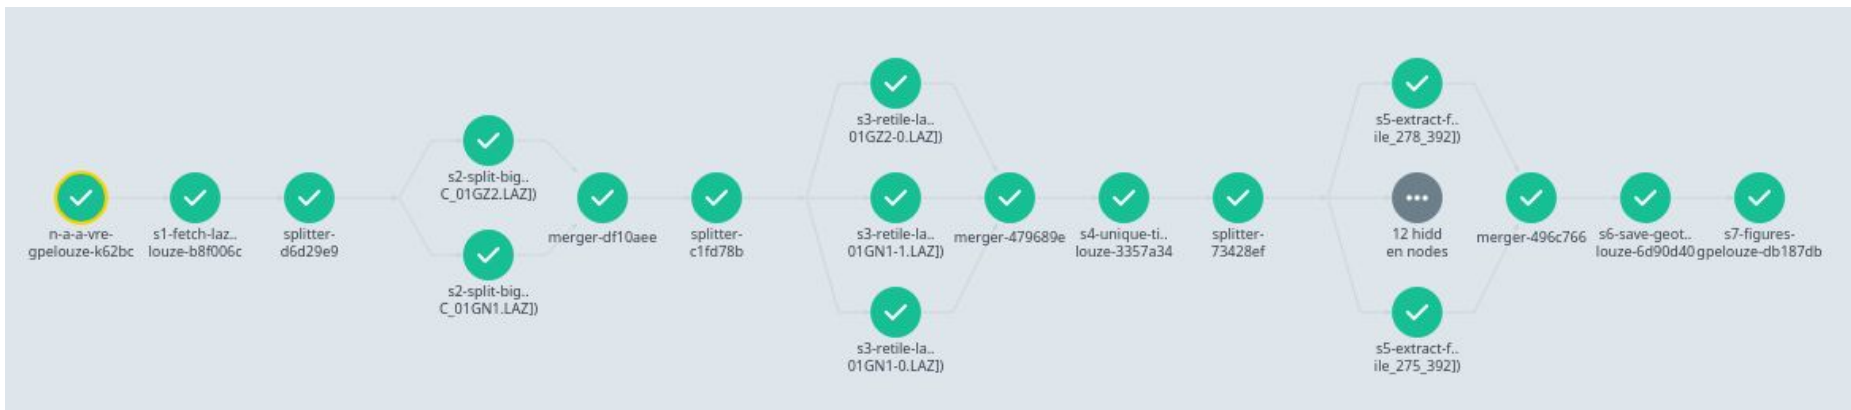 n-a-a-vre-
gpelouze-k62bc
s1-fetch-laz..
louze-b8f006c
splitter-
d6d29e9
s2-split-big..
C_01GZ2.LAZ])
s2-split-big..
C_01GN1.LAZ])
merger-df10aee
splitter-
c1fd78b
s3-retile-la..
01GZ2-0.LAZ])
s3-retile-la..
01GN1-1.LAZ])
s3-retile-la..
01GN1-0.LAZ])
merger-479689e
s4-unique-ti..
louze-3357a34
splitter-
73428ef
s5-extract-f..
ile_278_392])
12 hidd
en nodes
s5-extract-f..
ile_275_392])
merger-496c766
s6-save-geot..
louze-6d90d40
s7-figures-
gpelouze-db187db